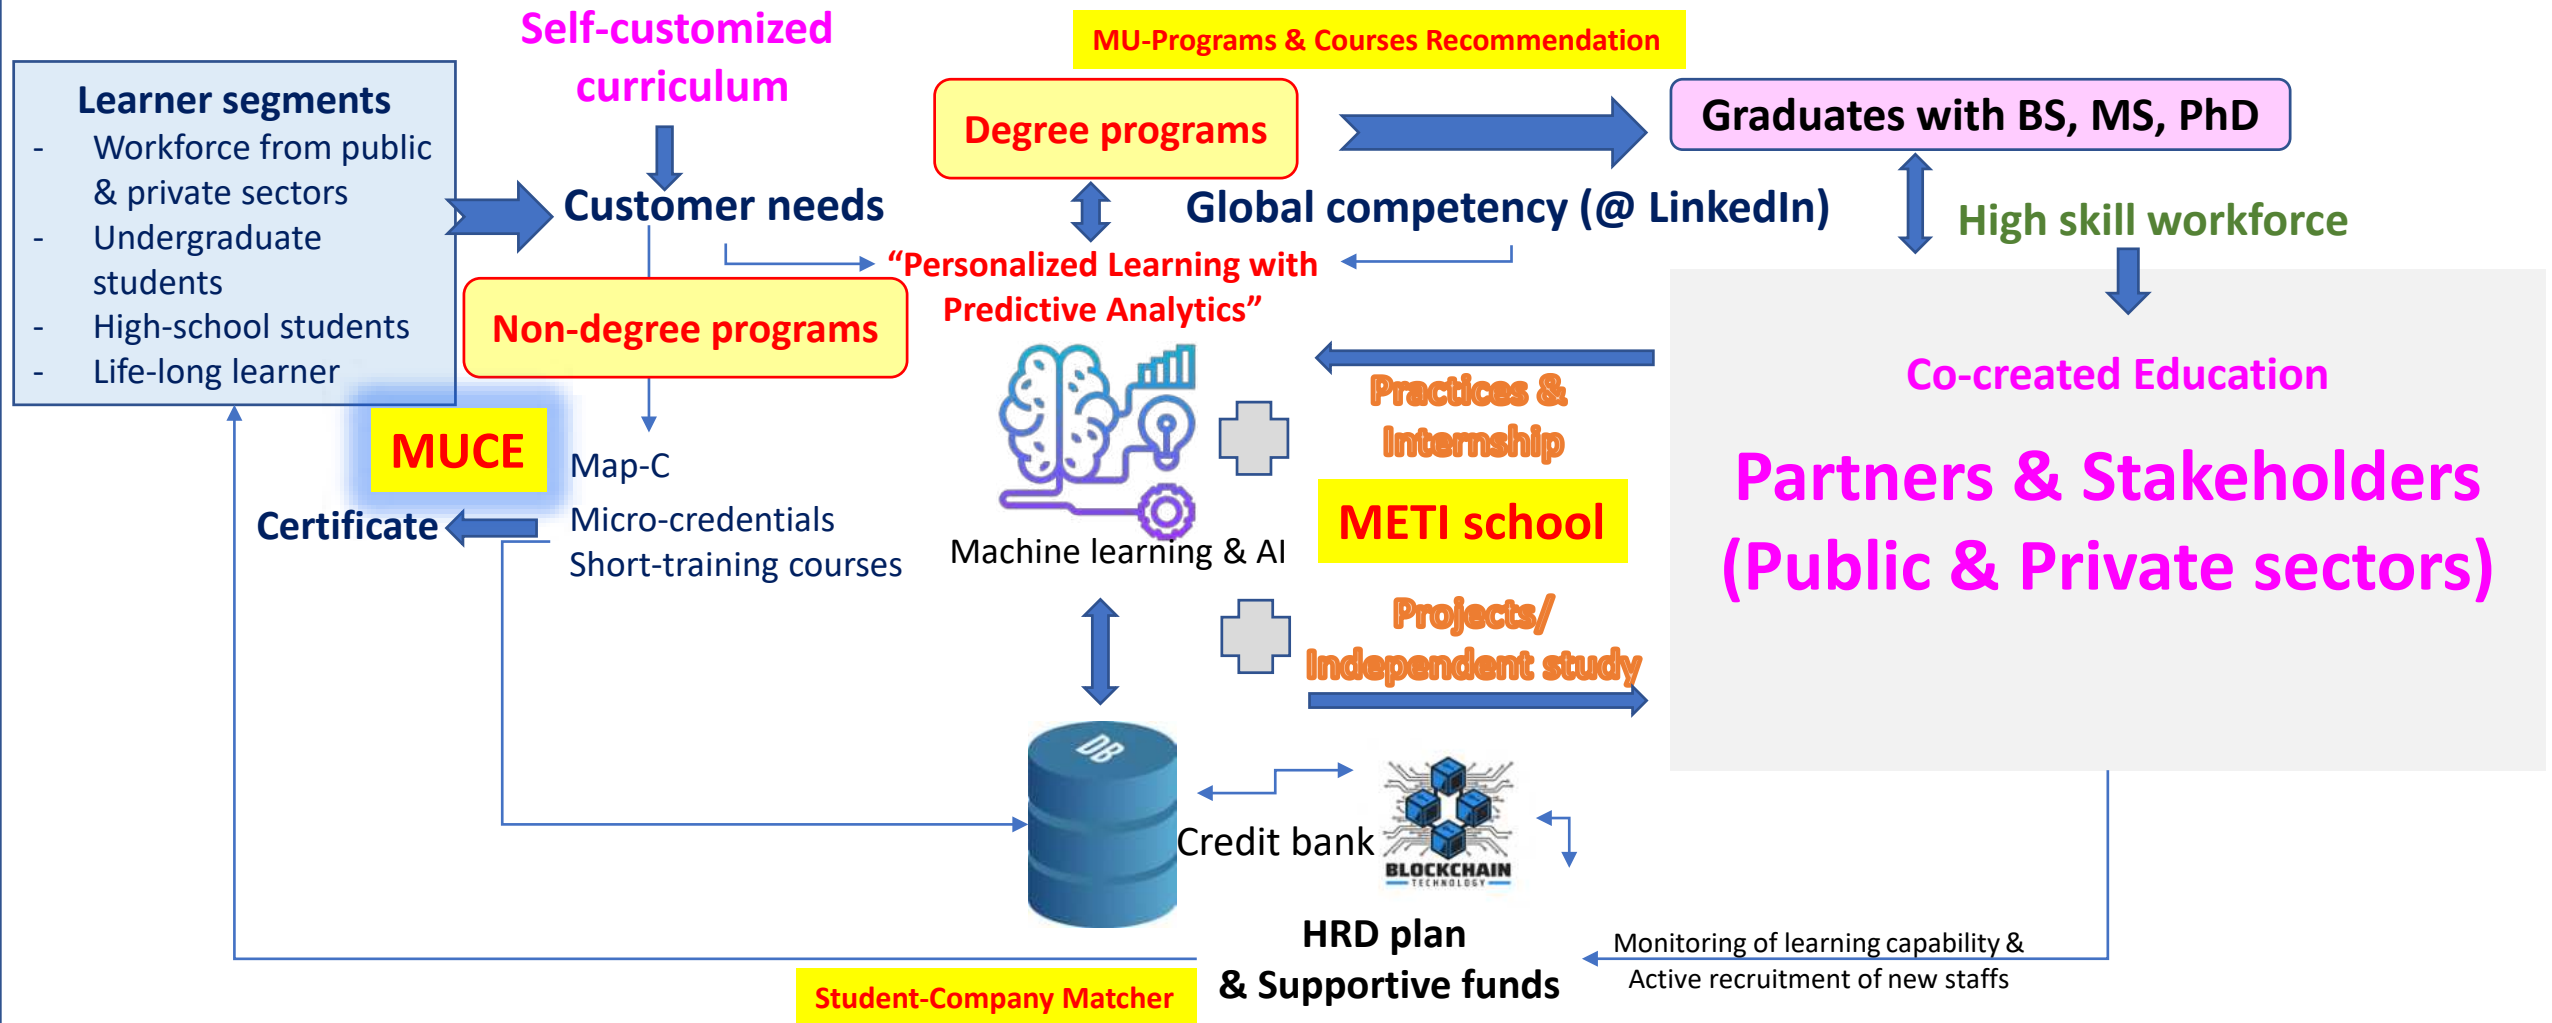 Self-customized
curriculum
MU-Programs & Courses Recommendation
Learner segments
- Workforce from public
& private sectors
- Undergraduate
students
- High-school students
- Life-long learner
Customer needs
Degree programs
Graduates with BS, MS, PhD
Global competency (@ LinkedIn)
High skill workforce
“Personalized Learning with
Predictive Analytics”
Non-degree programs
MUCE
Map-C
Micro-credentials
Short-training courses
Certificate
Machine learning & AI
Practices &
Internship
METI school
Projects/
Independent study
Co-created Education
Partners & Stakeholders
(Public & Private sectors)
DB
Credit bank
BLOCKCHAIN
TECHNOLOGY
HRD plan
& Supportive funds
Monitoring of learning capability &
Active recruitment of new staffs
Student-Company Matcher